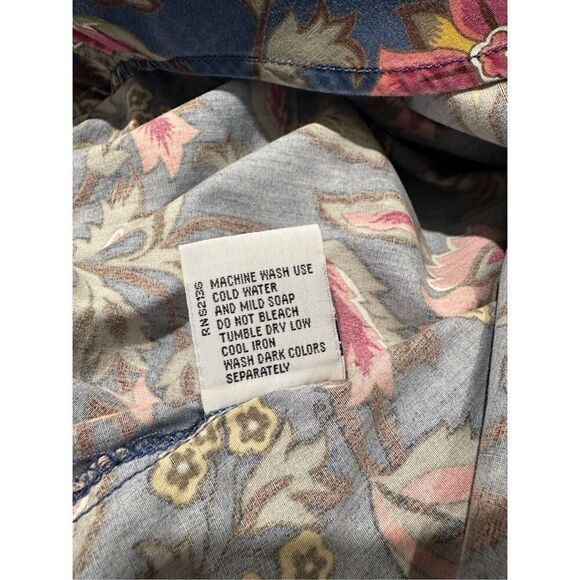 RN 62136
MACHINE WASH USE
COLD WATER
AND MILD SOAP
DO NOT BLEACH
TUMBLE DRY LOW
COOL IRON
WASH DARK COLORS
SEPARATELY